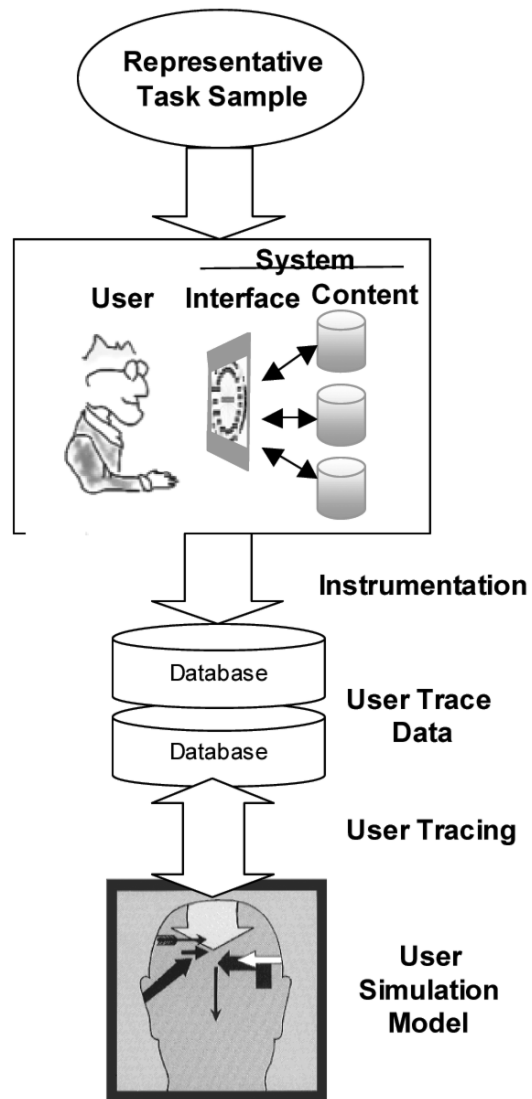 Representative
Task Sample
System
User Interface Content
Instrumentation
Database
User Trace
Data
Database
User Tracing
User
Simulation
Model